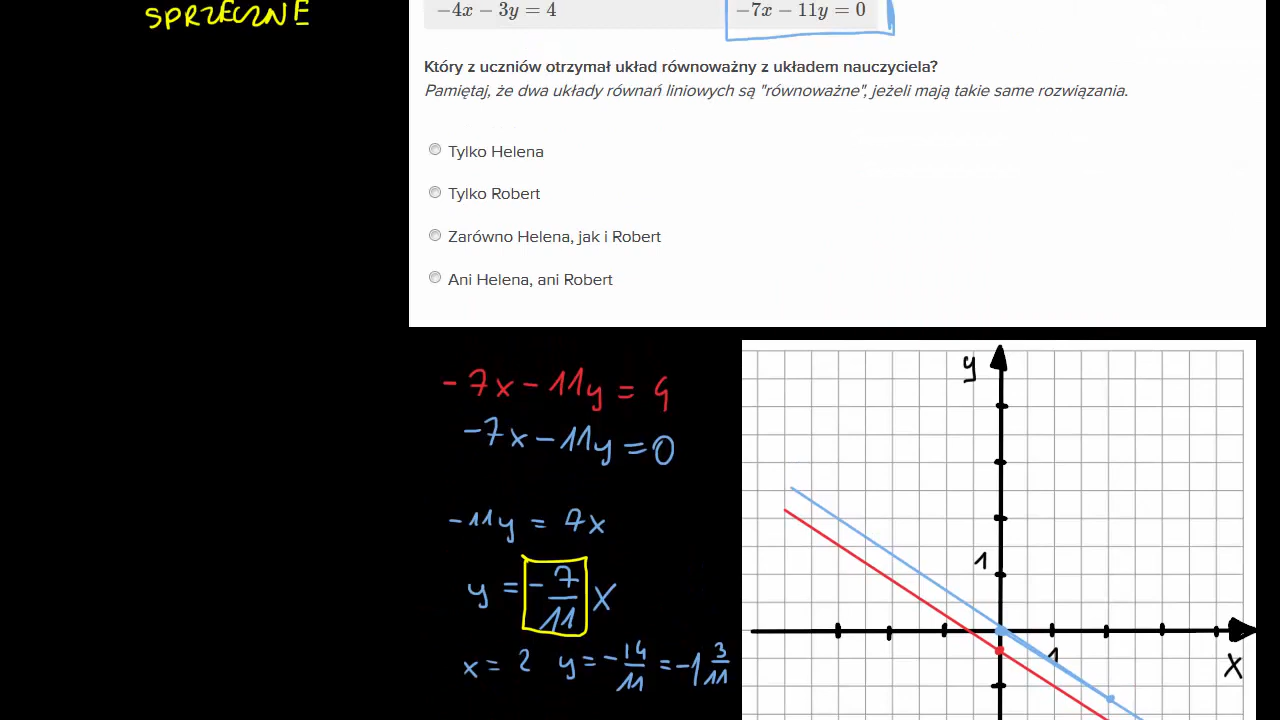 SPRZECZNE
−4x − 3y = 4
−7x − 11y = 0
Który z uczniów otrzymał układ równoważny z układem nauczyciela?
Pamiętaj, że dwa układy równań liniowych są "równoważne", jeżeli mają takie same rozwiązania.
Tylko Helena
Tylko Robert
Zarówno Helena, jak i Robert
Ani Helena, ani Robert
-7x - 11y = 4
-7x - 11y = 0
-11y = 7x
y = -7/11 x
x = 2 y = -14/11 = -1 3/11
y
1
1
X